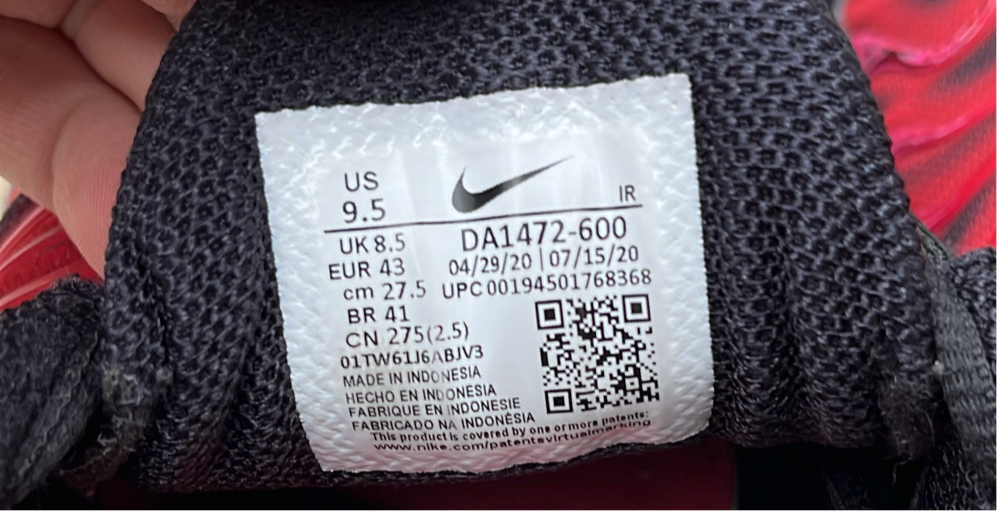 US
9.5
IR
UK 8.5
EUR 43
cm 27.5
BR 41
CN 275(2.5)
01TW61J6ABJV3
DA1472-600
04/29/20 | 07/15/20
UPC 00194501768368
MADE IN INDONESIA
HECHO EN INDONESIA
FABRIQUE EN INDONESIE
FABRICADO NA INDONÉSIA
This product is covered by one or more patents:
www.nike.com/patentsvirtualmarking